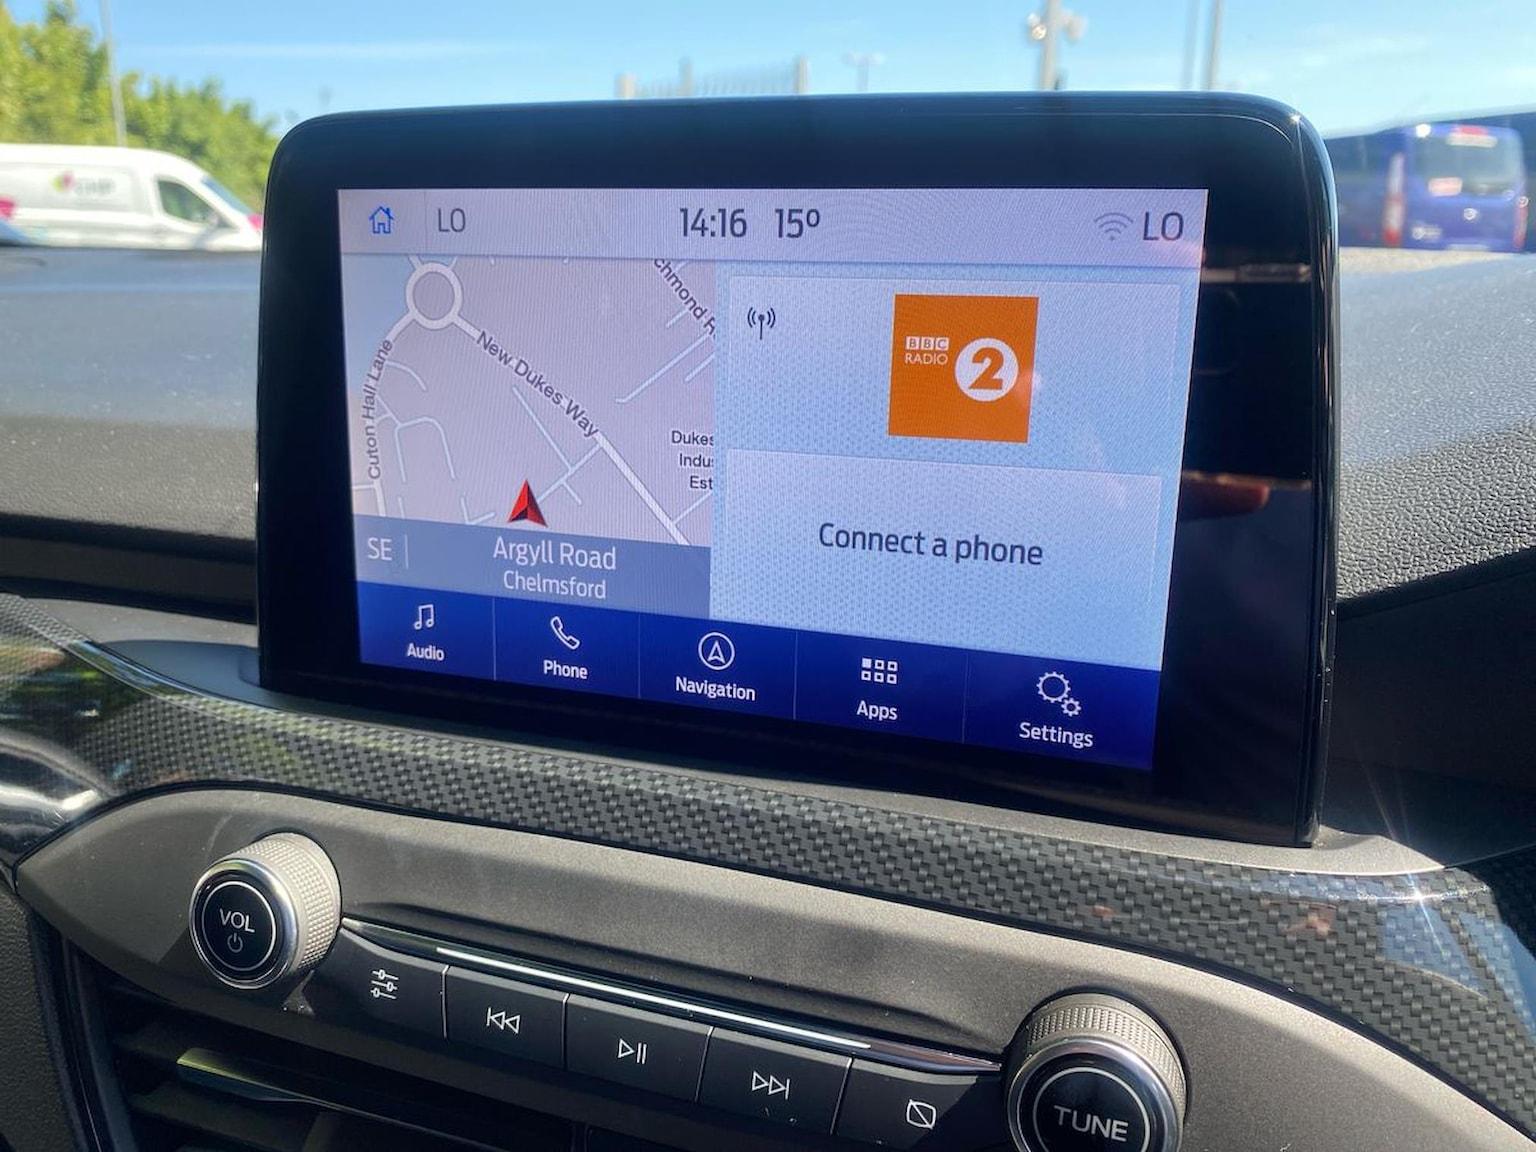 LO
14:16 15°
LO
chmond R
New Dukes Way
Cuton Hall Lane
Dukes
Indus
Est
SE
Argyll Road
Chelmsford
BBC
RADIO
2
Connect a phone
Audio
Phone
Navigation
Apps
Settings
VOL
TUNE